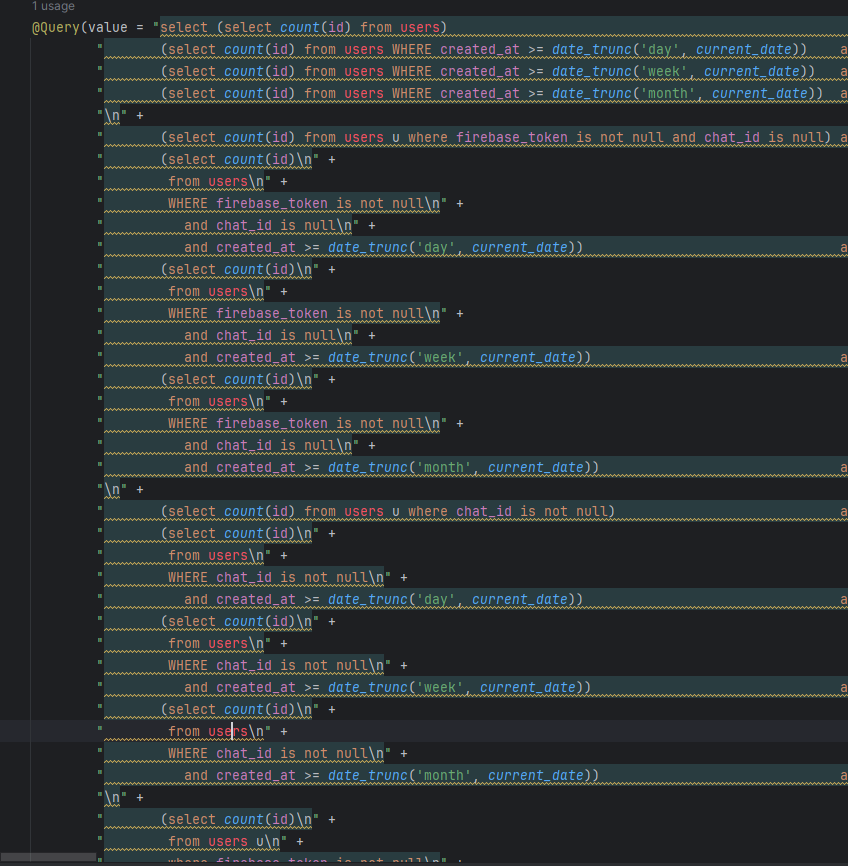 1 usage
@Query(value = "select (select count(id) from users)
" (select count(id) from users WHERE created_at >= date_trunc('day', current_date)) a
" (select count(id) from users WHERE created_at >= date_trunc('week', current_date)) a
" (select count(id) from users WHERE created_at >= date_trunc('month', current_date)) a
"\n" +
" (select count(id) from users u where firebase_token is not null and chat_id is null) a
" (select count(id)\n" +
" from users\n" +
" WHERE firebase_token is not null\n" +
" and chat_id is null\n" +
" and created_at >= date_trunc('day', current_date)) a
" (select count(id)\n" +
" from users\n" +
" WHERE firebase_token is not null\n" +
" and chat_id is null\n" +
" and created_at >= date_trunc('week', current_date)) a
" (select count(id)\n" +
" from users\n" +
" WHERE firebase_token is not null\n" +
" and chat_id is null\n" +
" and created_at >= date_trunc('month', current_date)) a
"\n" +
" (select count(id) from users u where chat_id is not null) a
" (select count(id)\n" +
" from users\n" +
" WHERE chat_id is not null\n" +
" and created_at >= date_trunc('day', current_date)) a
" (select count(id)\n" +
" from users\n" +
" WHERE chat_id is not null\n" +
" and created_at >= date_trunc('week', current_date)) a
" (select count(id)\n" +
" from users\n" +
" WHERE chat_id is not null\n" +
" and created_at >= date_trunc('month', current_date)) a
"\n" +
" (select count(id)\n" +
" from users u\n" +
" where firebase_token is not null\n" +